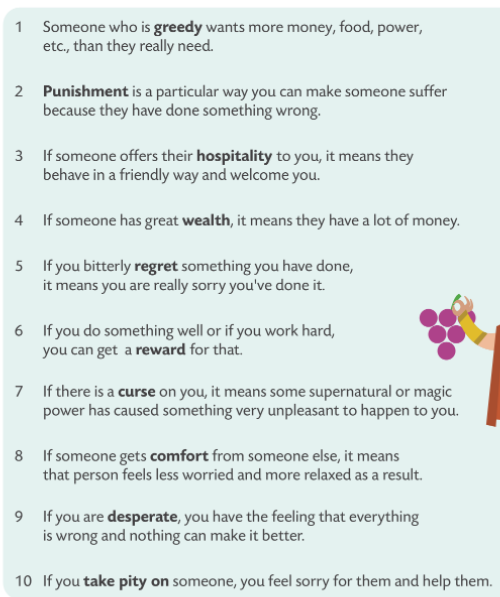 1 Someone who is greedy wants more money, food, power,
etc., than they really need.
2 Punishment is a particular way you can make someone suffer
because they have done something wrong.
3 If someone offers their hospitality to you, it means they
behave in a friendly way and welcome you.
4 If someone has great wealth, it means they have a lot of money.
5 If you bitterly regret something you have done,
it means you are really sorry you've done it.
6 If you do something well or if you work hard,
you can get a reward for that.
7 If there is a curse on you, it means some supernatural or magic
power has caused something very unpleasant to happen to you.
8 If someone gets comfort from someone else, it means
that person feels less worried and more relaxed as a result.
9 If you are desperate, you have the feeling that everything
is wrong and nothing can make it better.
10 If you take pity on someone, you feel sorry for them and help them.